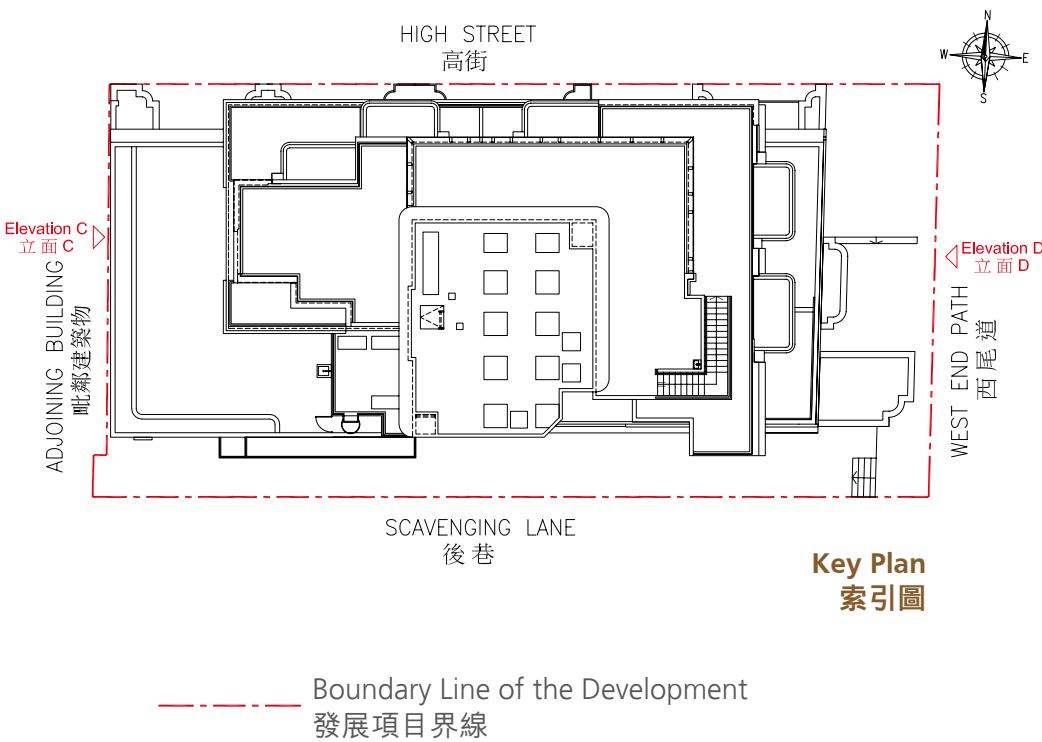 HIGH STREET
高街
N
W
E
S
Elevation C
立面 C
Elevation D
立面 D
ADJOINING BUILDING
毗鄰建築物
WEST END PATH
西尾道
SCAVENGING LANE
後巷
Key Plan
索引圖
Boundary Line of the Development
發展項目界線